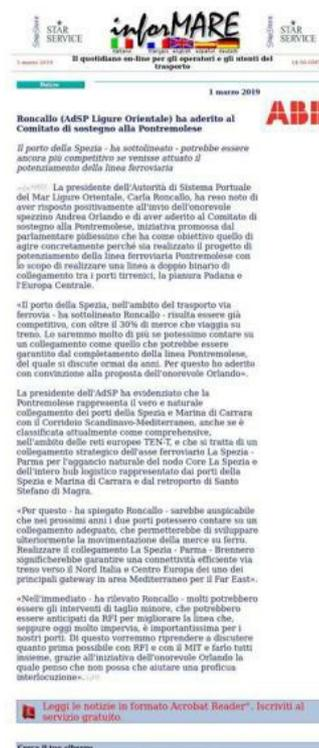 STAR
SERVICE
inforMARE
STAR
SERVICE
Il quotidiano on-line per gli operatori e gli utenti del
trasporto
1 marzo 2019
ABB
Roncallo (AdSP Ligure Orientale) ha aderito al
Comitato di sostegno alla Pontremolese
Il porto della Spezia - ha sottolineato - potrebbe essere
ancora più competitivo se venisse attuato il
potenziamento della linea ferroviaria
La presidente dell'Autorità di Sistema Portuale
del Mar Ligure Orientale, Carla Roncallo, ha reso noto di
aver risposto positivamente all'invito dell'onorevole
spezzino Andrea Orlando e di aver aderito al Comitato di
sostegno alla Pontremolese, iniziativa promossa dal
parlamentare pidiessino che ha come obiettivo quello di
agire concretamente perché sia realizzato il progetto di
potenziamento della linea ferroviaria Pontremolese con
lo scopo di realizzare una linea a doppio binario di
collegamento tra i porti tirrenici, la pianura Padana e
l'Europa Centrale.
«Il porto della Spezia, nell'ambito del trasporto via
ferrovia - ha sottolineato Roncallo - risulta essere già
competitivo, con oltre il 30% di merce che viaggia su
treno. Lo saremmo molto di più se potessimo contare su
un collegamento come quello che potrebbe essere
garantito dal completamento della linea Pontremolese,
del quale si discute ormai da anni. Per questo ho aderito
con convinzione alla proposta dell'onorevole Orlando».
La presidente dell'AdSP ha evidenziato che la
Pontremolese rappresenta il vero e naturale
collegamento dei porti della Spezia e Marina di Carrara
con il Corridoio Scandinavo-Mediterraneo, anche se è
classificata attualmente come comprehensive,
nell'ambito delle reti europee TEN-T, e che si tratta di un
collegamento strategico dell'asse ferroviario La Spezia -
Parma per l'aggancio naturale del nodo Core La Spezia e
dell'intero hub logistico rappresentato dai porti della
Spezia e Marina di Carrara e dal retroporto di Santo
Stefano di Magra.
«Per questo - ha spiegato Roncallo - sarebbe auspicabile
che nei prossimi anni i due porti potessero contare su un
collegamento adeguato, che permetterebbe di sviluppare
ulteriormente la movimentazione della merce su ferro.
Realizzare il collegamento La Spezia - Parma - Brennero
significherebbe garantire una connettività efficiente via
treno verso il Nord Italia e Centro Europa dei uno dei
principali gateway in area Mediterraneo per il Far East».
«Nell'immediato - ha rilevato Roncallo - molti potrebbero
essere gli interventi di taglio minore, che potrebbero
essere anticipati da RFI per migliorare la linea che,
seppure oggi molto impervia, è importantissima per i
nostri porti. Di questo vorremmo riprendere a discutere
quanto prima possibile con RFI e con il MIT e farlo tutti
insieme, grazie all'iniziativa dell'onorevole Orlando la
quale penso che non possa che aiutare una proficua
interlocuzione».
Leggi le notizie in formato Acrobat Reader®. Iscriviti al
servizio gratuito.